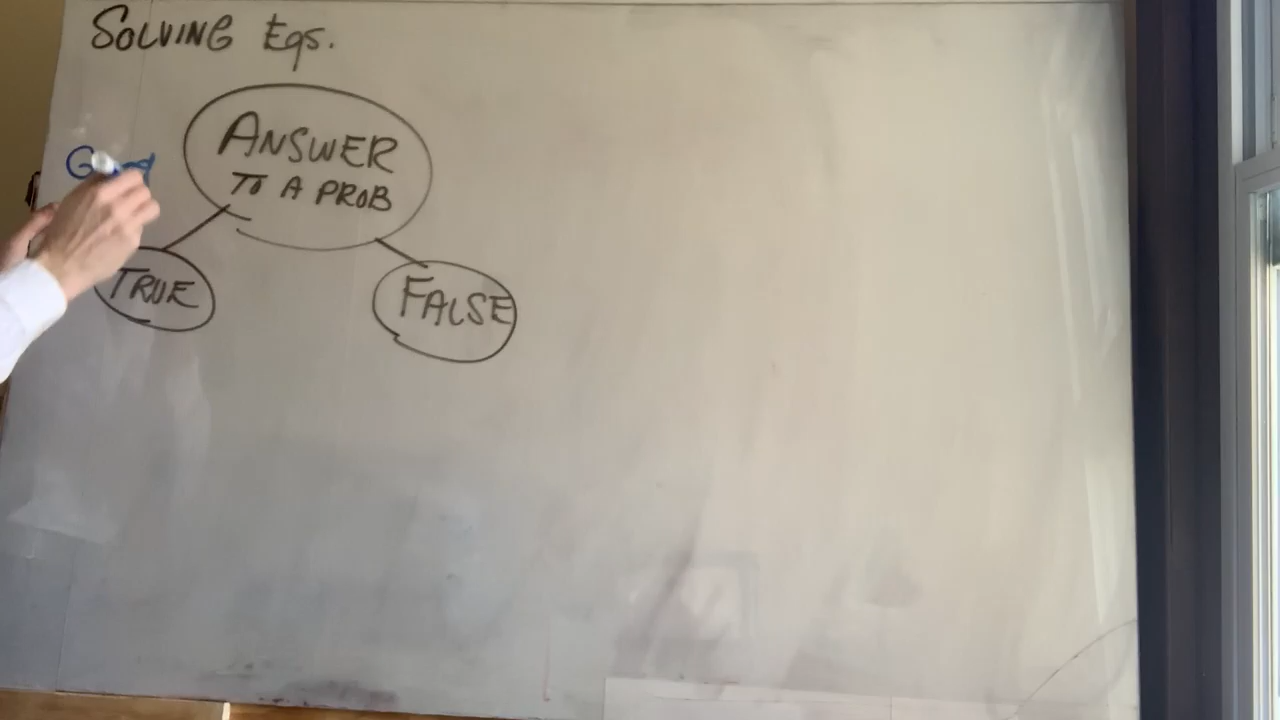 SOLVING Eqs.
ANSWER
TO A PROB
TRUE
FALSE